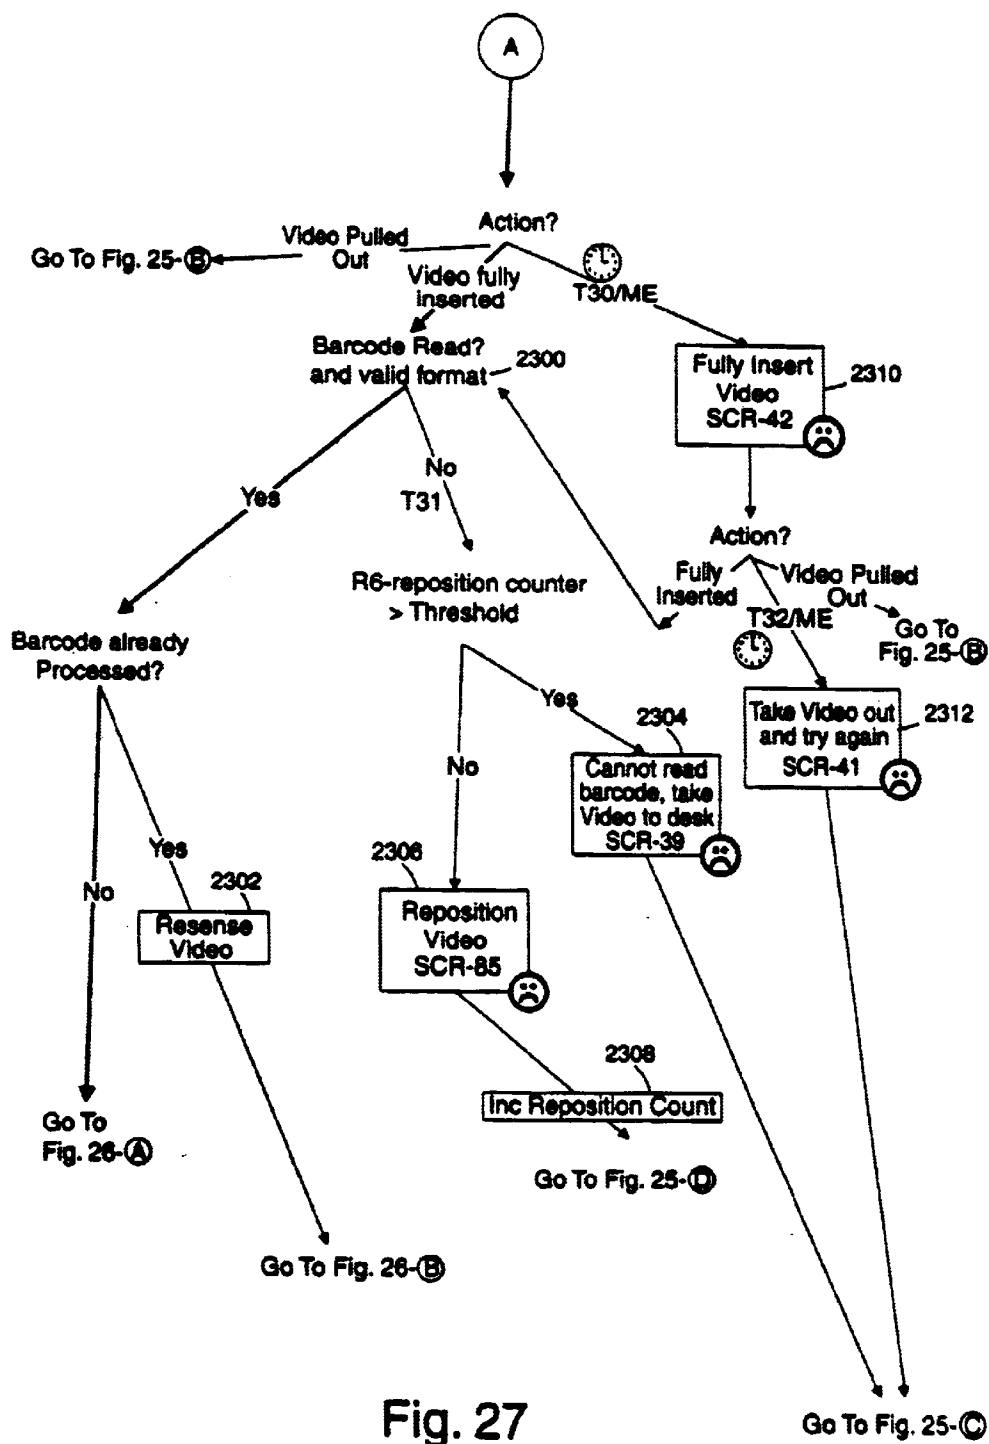 A
Action?
Video Pulled
Out
Go To Fig. 25-B
Video fully
inserted
T30/ME
Barcode Read?
and valid format
2300
Fully Insert
Video
SCR-42
2310
Yes
No
T31
Action?
Fully
Inserted
Video Pulled
Out
T32/ME
Go To
Fig. 25-B
R6-reposition counter
> Threshold
Barcode already
Processed?
Yes
No
2304
Cannot read
barcode, take
Video to desk
SCR-39
Take Video out
and try again
SCR-41
2312
2306
Reposition
Video
SCR-85
Yes
No
2302
Resense
Video
2308
Inc Reposition Count
Go To
Fig. 26-A
Go To Fig. 25-D
Go To Fig. 26-B
Fig. 27
Go To Fig. 25-C